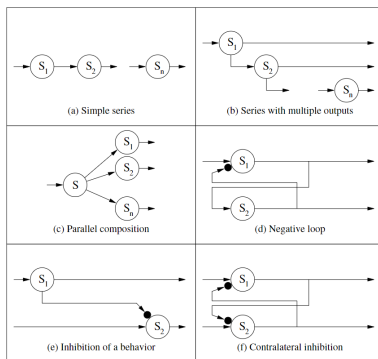 S1 S2 Sn
(a) Simple series
S1
S2
Sn
(b) Series with multiple outputs
S S1
S2
Sn
(c) Parallel composition
S1
S2
(d) Negative loop
S1
S2
(e) Inhibition of a behavior
S1
S2
(f) Contralateral inhibition